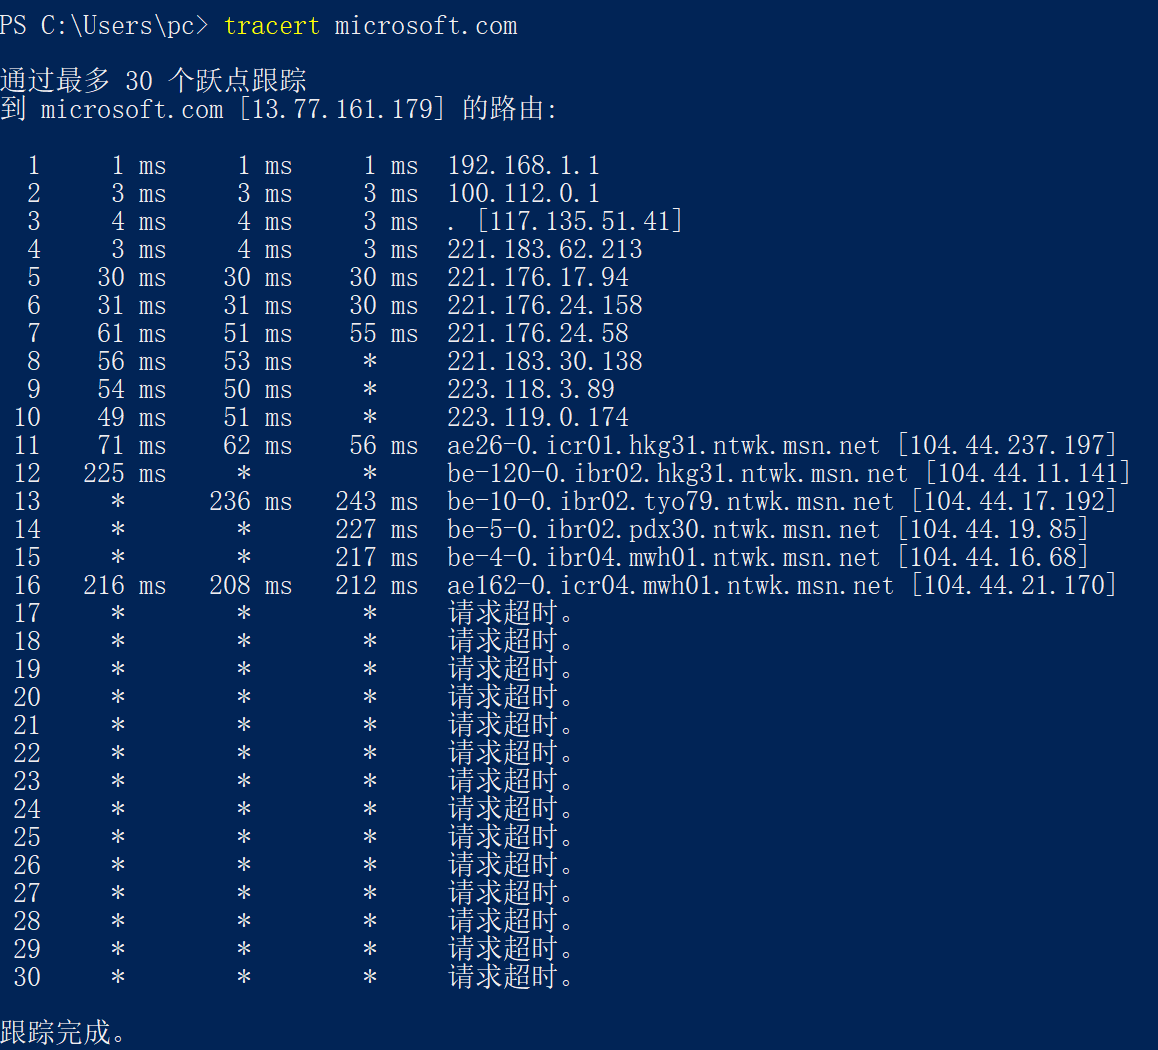 PS C:\Users\pc> tracert microsoft.com
通过最多 30 个跃点跟踪
到 microsoft.com [13.77.161.179] 的路由:
1 1 ms 1 ms 1 ms 192.168.1.1
2 3 ms 3 ms 3 ms 100.112.0.1
3 4 ms 4 ms 3 ms . [117.135.51.41]
4 3 ms 4 ms 3 ms 221.183.62.213
5 30 ms 30 ms 30 ms 221.176.17.94
6 31 ms 31 ms 30 ms 221.176.24.158
7 61 ms 51 ms 55 ms 221.176.24.58
8 56 ms 53 ms * 221.183.30.138
9 54 ms 50 ms * 223.118.3.89
10 49 ms 51 ms * 223.119.0.174
11 71 ms 62 ms 56 ms ae26-0.icr01.hkg31.ntwk.msn.net [104.44.237.197]
12 225 ms * * be-120-0.ibr02.hkg31.ntwk.msn.net [104.44.11.141]
13 * 236 ms 243 ms be-10-0.ibr02.tyo79.ntwk.msn.net [104.44.17.192]
14 * * 227 ms be-5-0.ibr02.pdx30.ntwk.msn.net [104.44.19.85]
15 * * 217 ms be-4-0.ibr04.mwh01.ntwk.msn.net [104.44.16.68]
16 216 ms 208 ms 212 ms ae162-0.icr04.mwh01.ntwk.msn.net [104.44.21.170]
17 * * * 请求超时。
18 * * * 请求超时。
19 * * * 请求超时。
20 * * * 请求超时。
21 * * * 请求超时。
22 * * * 请求超时。
23 * * * 请求超时。
24 * * * 请求超时。
25 * * * 请求超时。
26 * * * 请求超时。
27 * * * 请求超时。
28 * * * 请求超时。
29 * * * 请求超时。
30 * * * 请求超时。
跟踪完成。